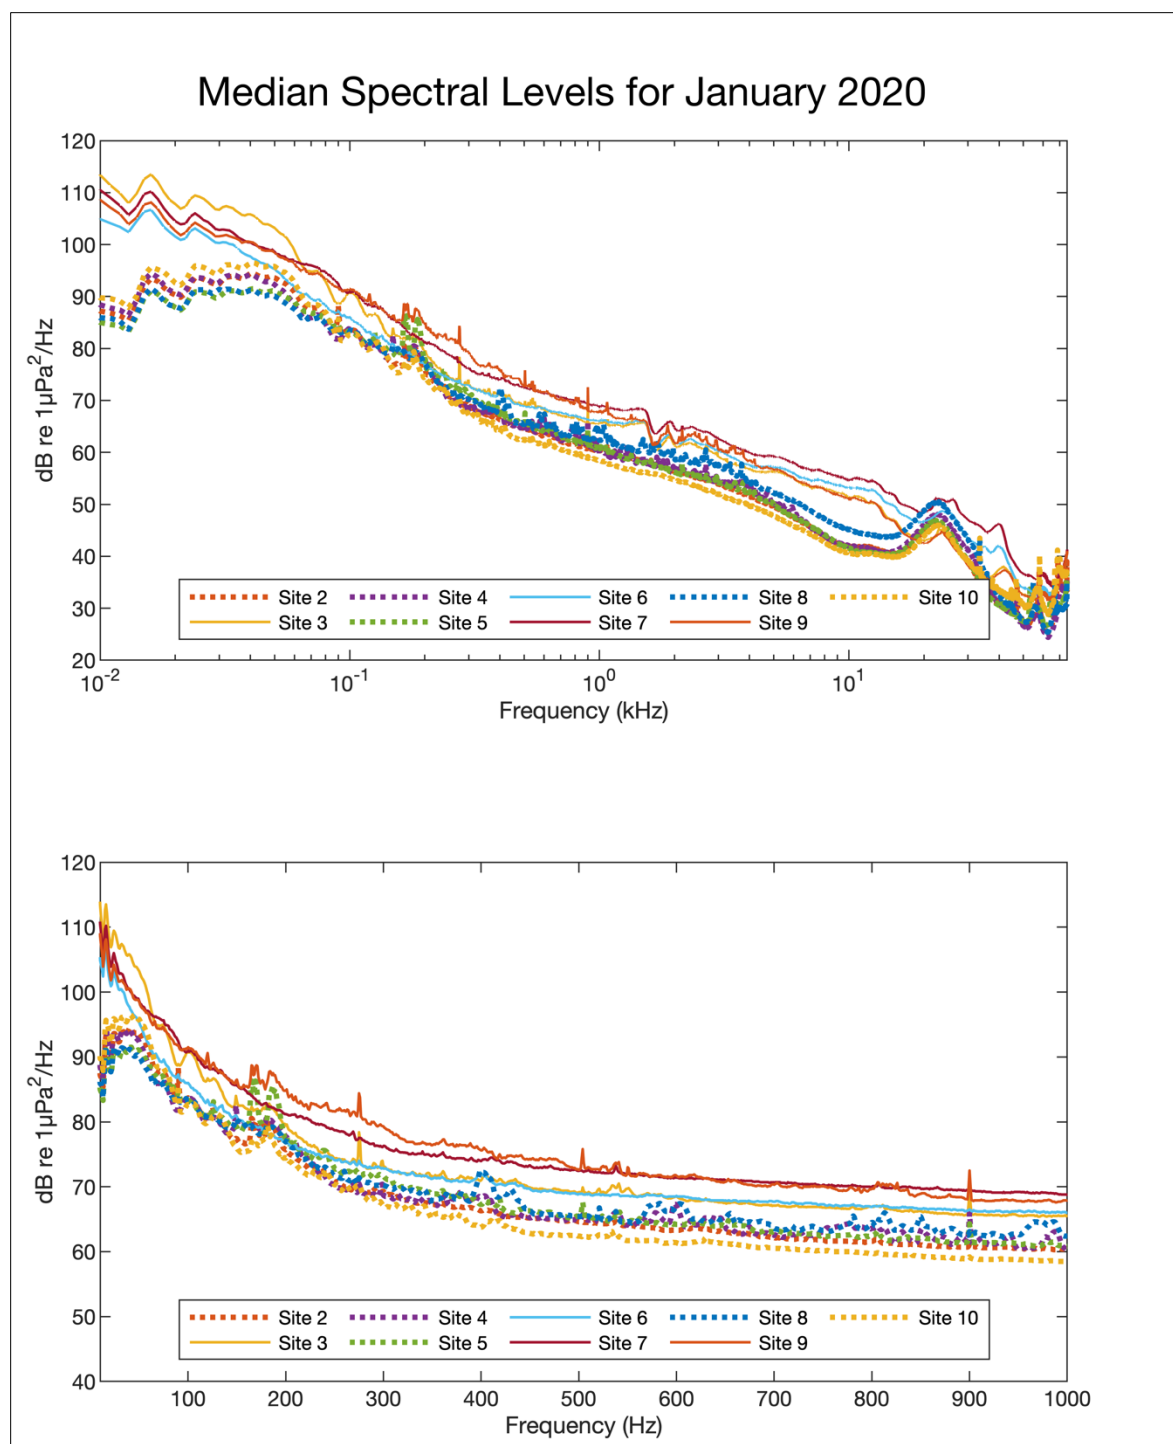 Median Spectral Levels for January 2020
120
110
100
90
80
70
60
50
40
30
20
dB re 1µPa²/Hz
Site 2 Site 4 Site 6 Site 8 Site 10
Site 3 Site 5 Site 7 Site 9
10⁻² 10⁻¹ 10⁰ 10¹
Frequency (kHz)
120
110
100
90
80
70
60
50
40
dB re 1µPa²/Hz
Site 2 Site 4 Site 6 Site 8 Site 10
Site 3 Site 5 Site 7 Site 9
100 200 300 400 500 600 700 800 900 1000
Frequency (Hz)